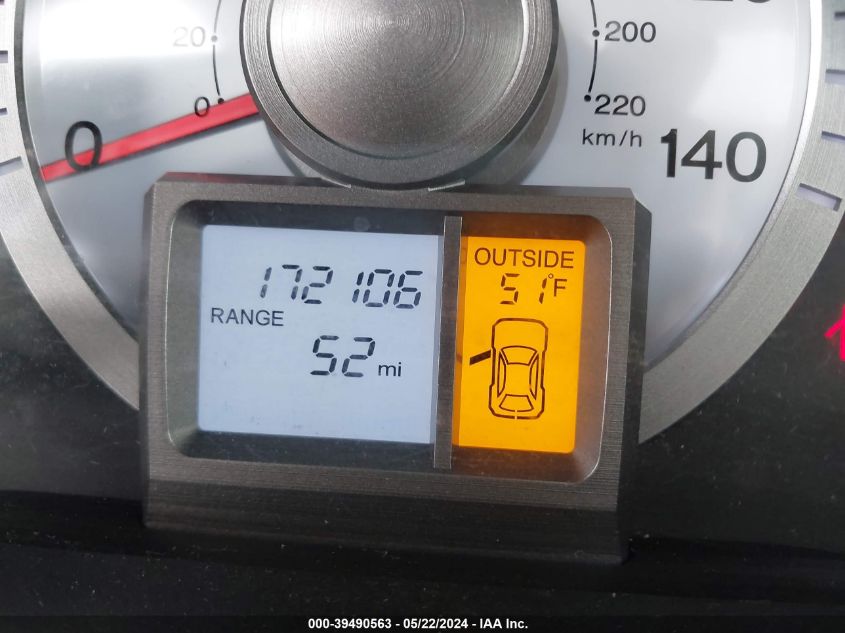 20
200
0
220
km/h
0
140
OUTSIDE
172106
51°F
RANGE
52 mi
000-39490563 - 05/22/2024 - IAA Inc.